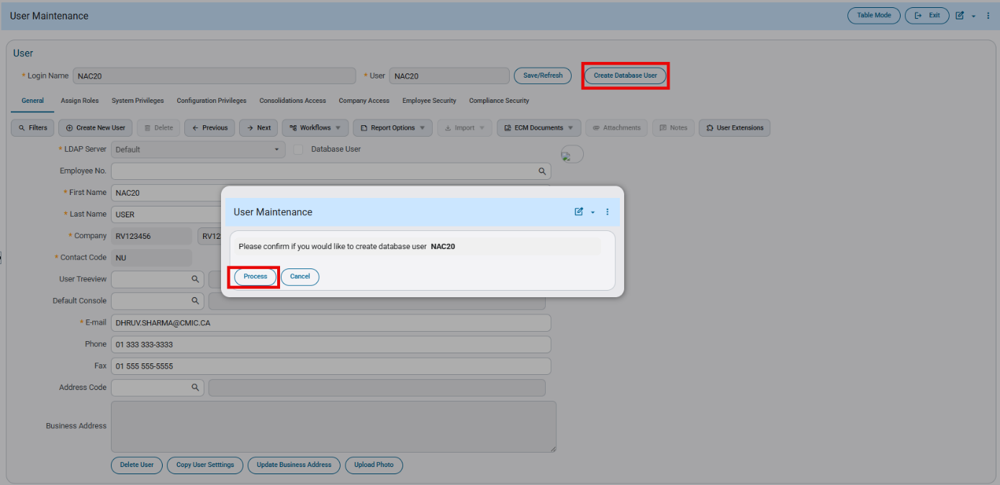 User Maintenance Table Mode Exit
User
* Login Name NAC20 * User NAC20 Save/Refresh Create Database User
General Assign Roles System Privileges Configuration Privileges Consolidations Access Company Access Employee Security Compliance Security
Filters Create New User Delete Previous Next Workflows Report Options Import ECM Documents Attachments Notes User Extensions
* LDAP Server Default Database User
Employee No.
* First Name NAC20
* Last Name USER
* Company RV123456 RV12
* Contact Code NU
User Treeview
Default Console
User Maintenance
Please confirm if you would like to create database user NAC20
Process Cancel
* E-mail DHRUV.SHARMA@CMIC.CA
Phone 01 333 333-3333
Fax 01 555 555-5555
Address Code
Business Address
Delete User Copy User Setttings Update Business Address Upload Photo